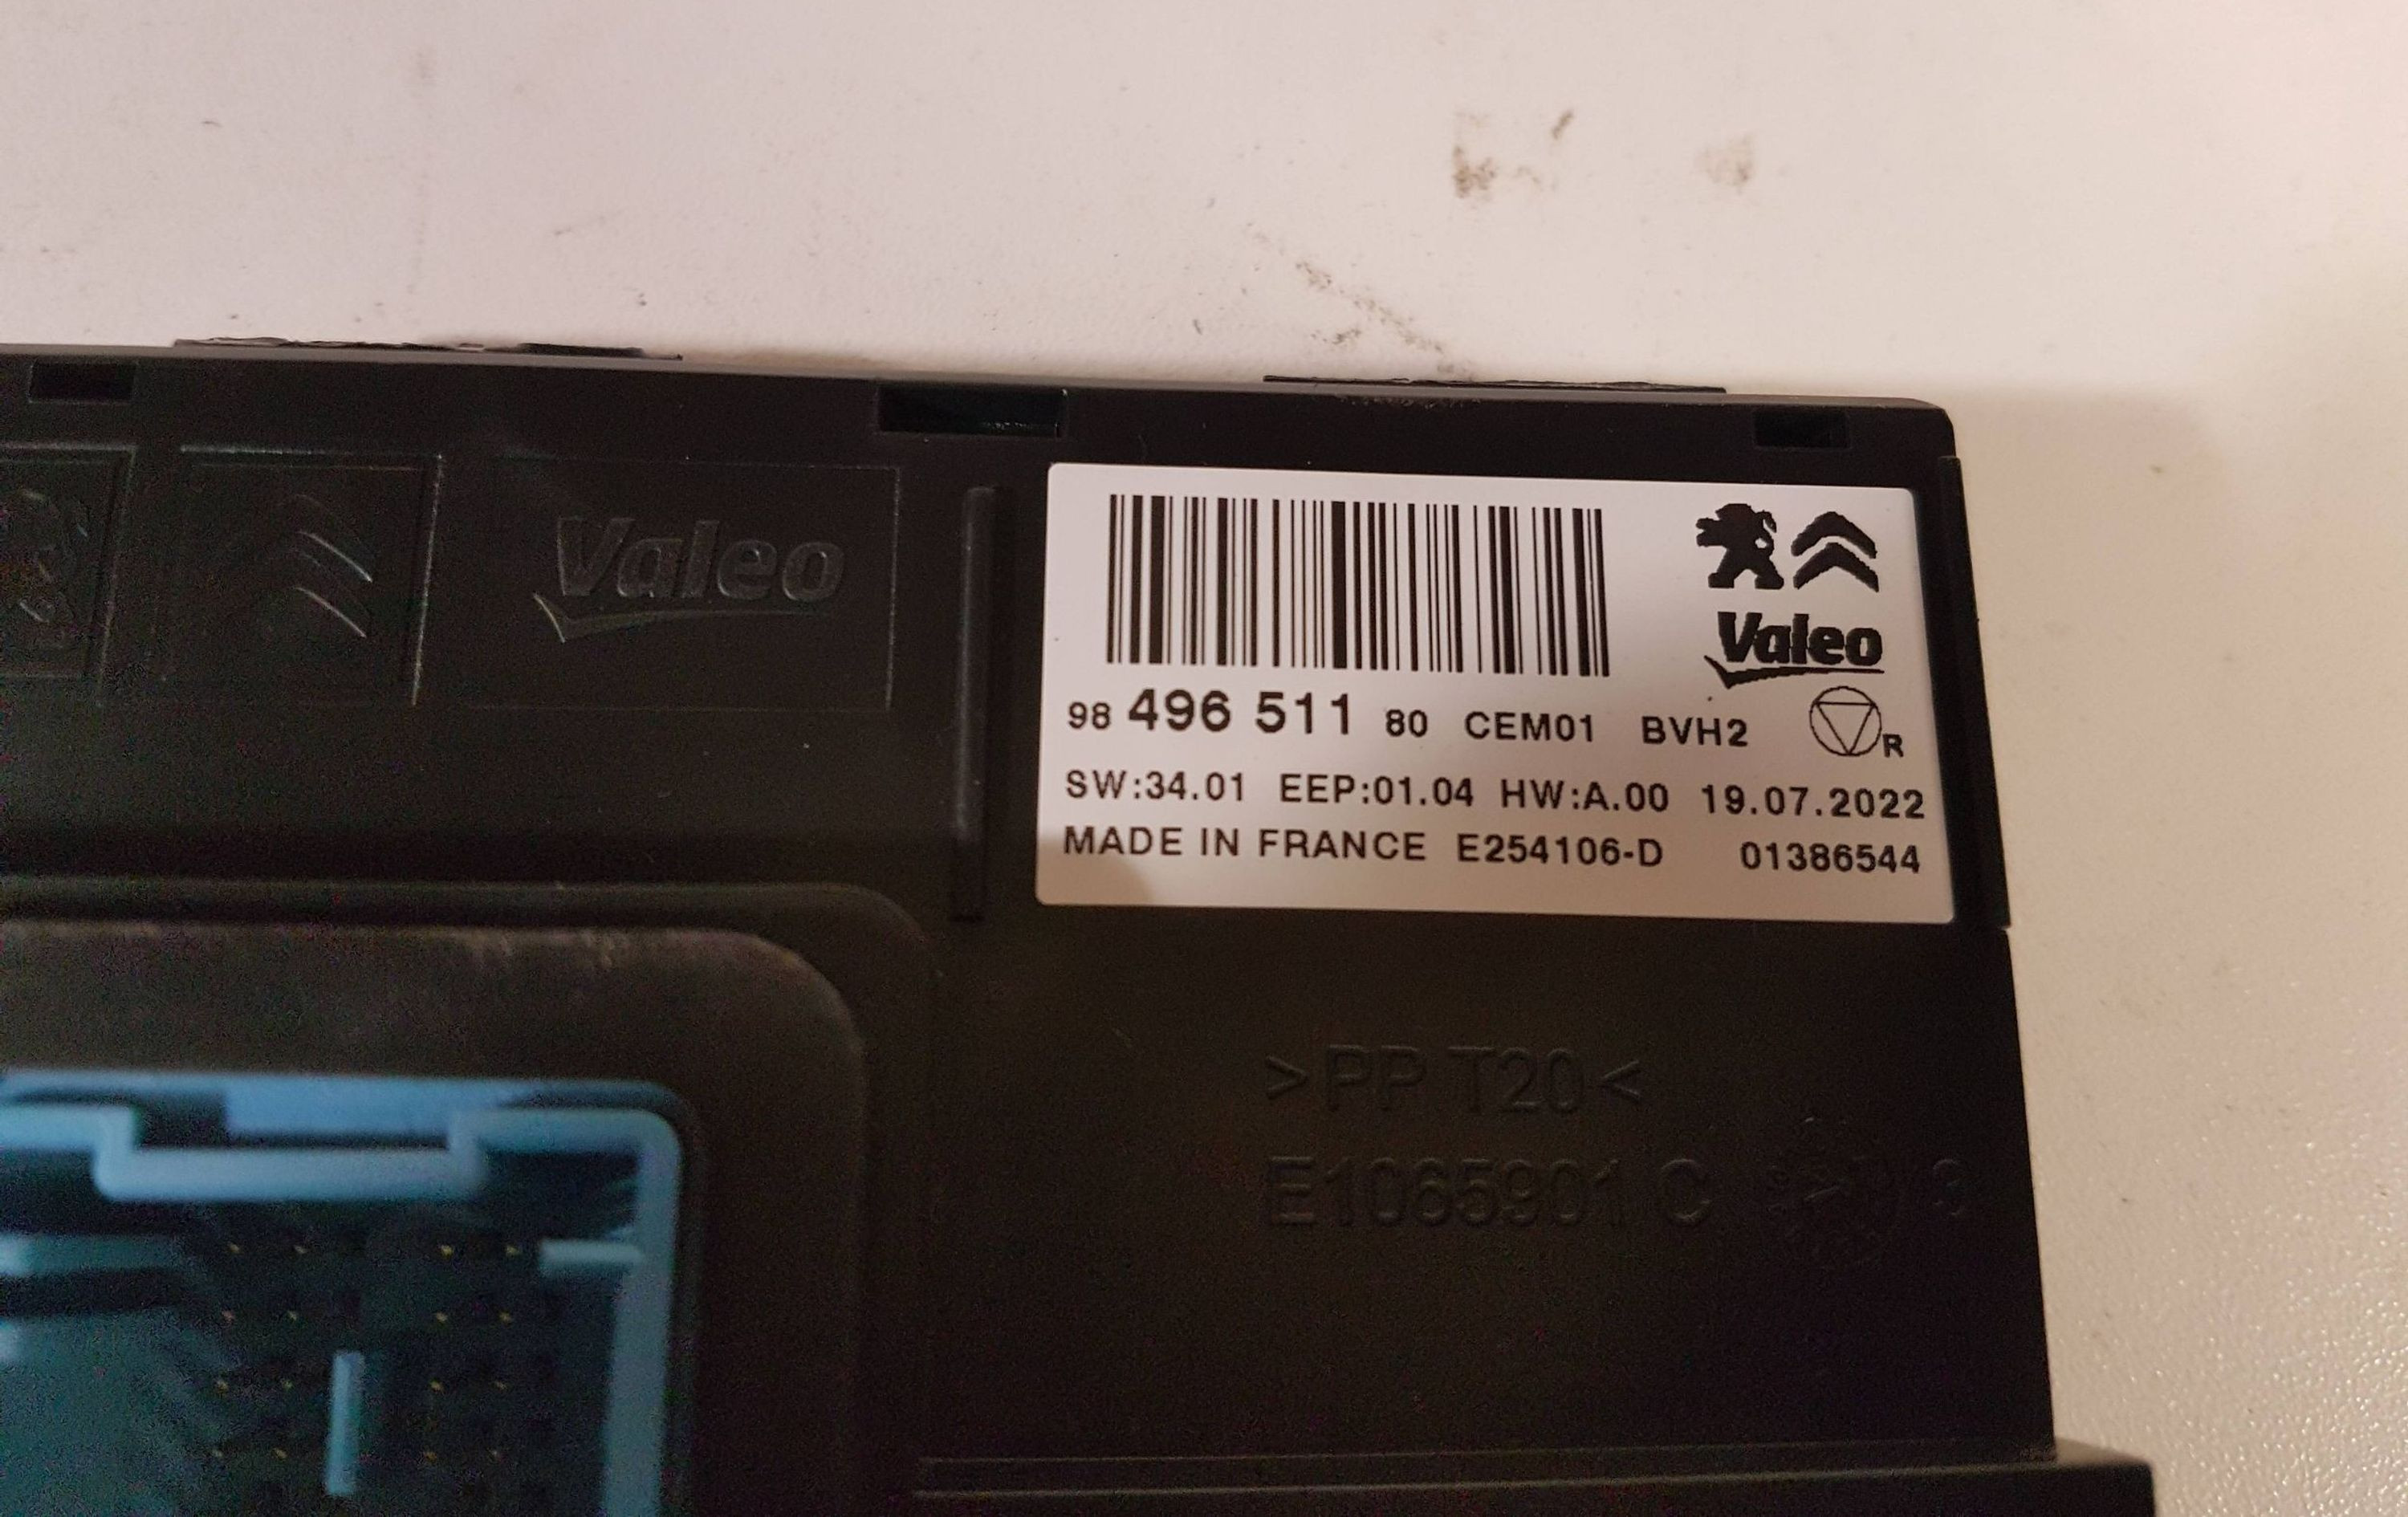 Valeo
Valeo
98 496 511 80 CEM01 BVH2 R
SW:34.01 EEP:01.04 HW:A.00 19.07.2022
MADE IN FRANCE E254106-D 01386544
>PP T20<
E1065901 C